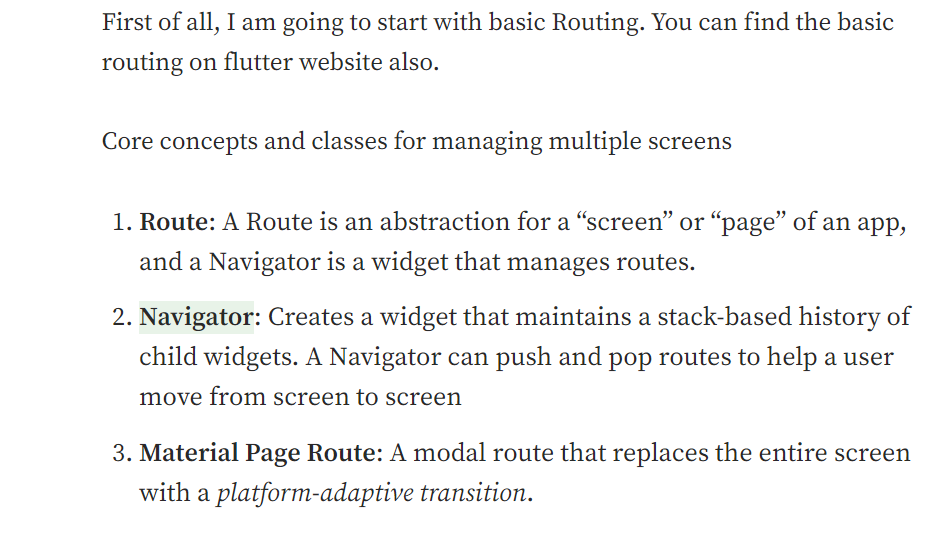 First of all, I am going to start with basic Routing. You can find the basic
routing on flutter website also.
Core concepts and classes for managing multiple screens
1. Route: A Route is an abstraction for a “screen” or “page” of an app,
and a Navigator is a widget that manages routes.
2. Navigator: Creates a widget that maintains a stack-based history of
child widgets. A Navigator can push and pop routes to help a user
move from screen to screen
3. Material Page Route: A modal route that replaces the entire screen
with a platform-adaptive transition.